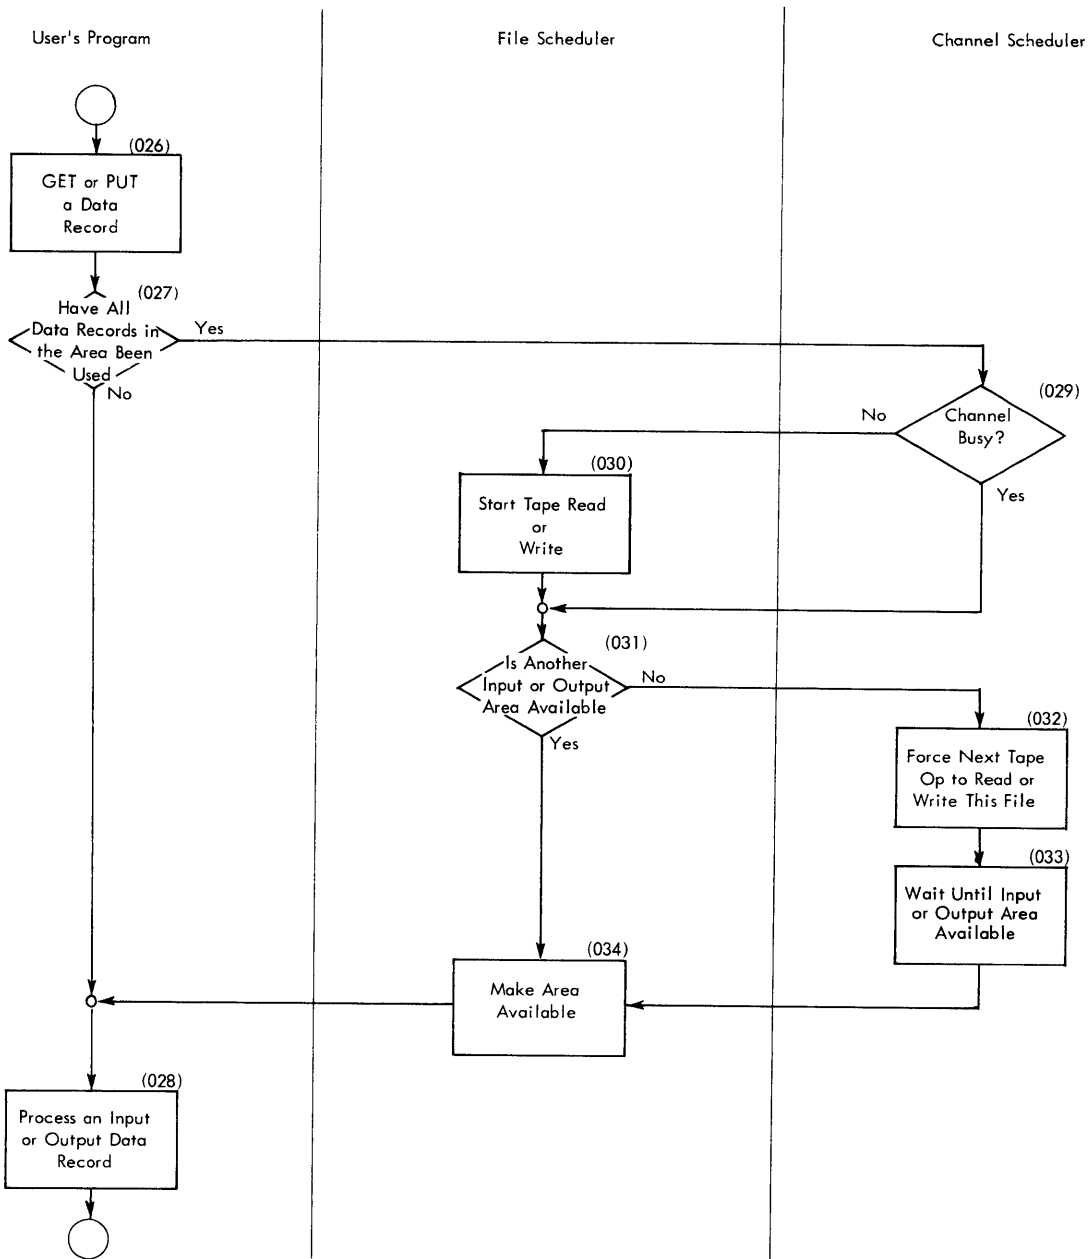 User's Program
File Scheduler
Channel Scheduler
(026)
GET or PUT
a Data
Record
(027)
Have All
Data Records in
the Area Been
Used
Yes
No
(029)
Channel
Busy?
No
Yes
(030)
Start Tape Read
or
Write
(031)
Is Another
Input or Output
Area Available
No
Yes
(032)
Force Next Tape
Op to Read or
Write This File
(033)
Wait Until Input
or Output Area
Available
(034)
Make Area
Available
(028)
Process an Input
or Output Data
Record